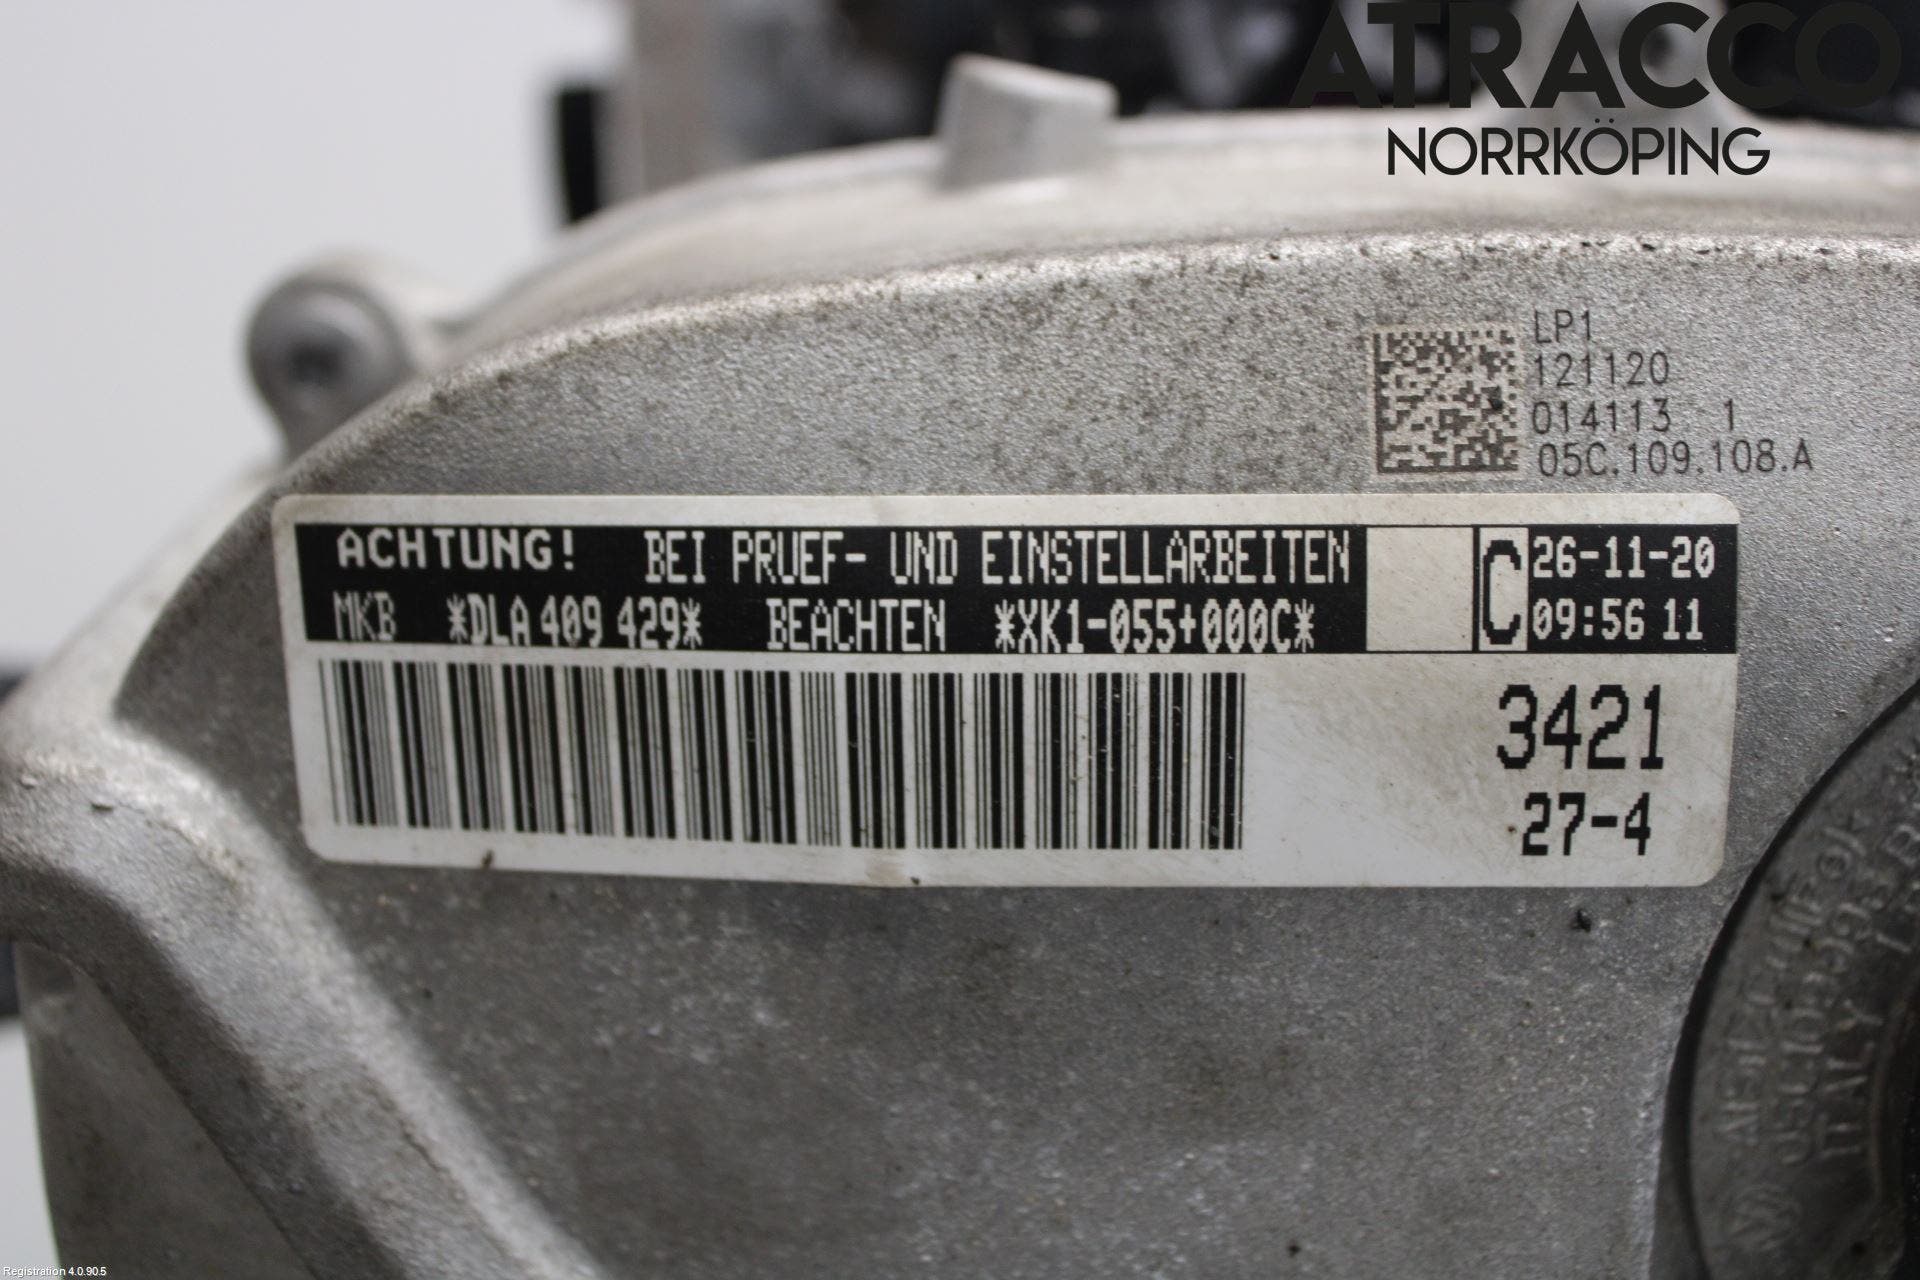 ATRACCO
NORRKÖPING
LP1
121120
014113 1
05C.109.108.A
ACHTUNG! BEI PRUEF- UND EINSTELLARBEITEN
MKB *DLA 409 429* BEACHTEN *XK1-055+000C*
C
26-11-20
09:56 11
3421
27-4
ITALY
Registration 4.0.90.5